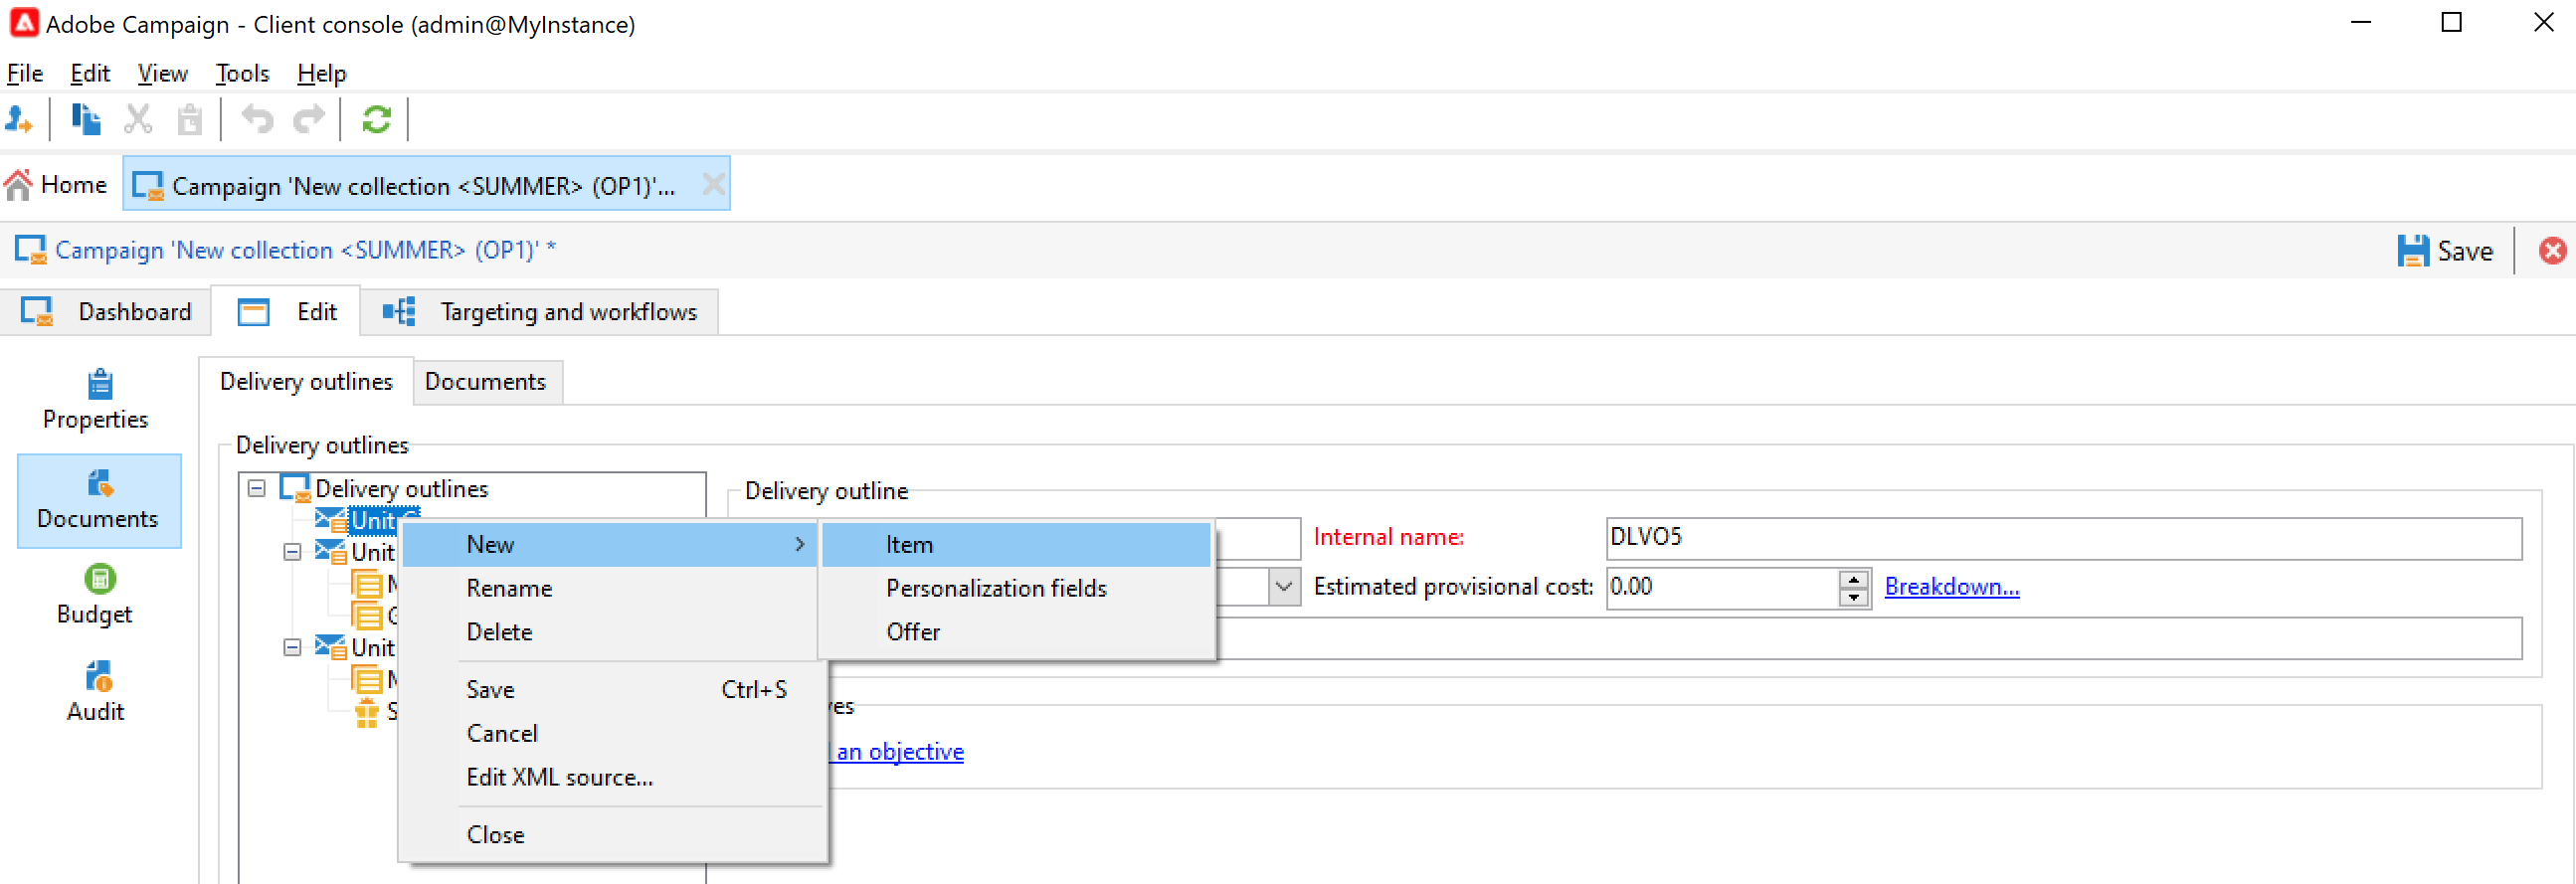 Adobe Campaign - Client console (admin@MyInstance)
File Edit View Tools Help
Home Campaign 'New collection <SUMMER> (OP1)'...
Campaign 'New collection <SUMMER> (OP1)' * Save
Dashboard Edit Targeting and workflows
Delivery outlines Documents
Properties
Documents
Budget
Audit
Delivery outlines
Delivery outlines
Unit
Unit
Unit
New
Rename
Delete
Save Ctrl+S
Cancel
Edit XML source...
Close
Item
Personalization fields
Offer
Delivery outline
Internal name: DLVO5
Estimated provisional cost: 0.00 Breakdown...
an objective